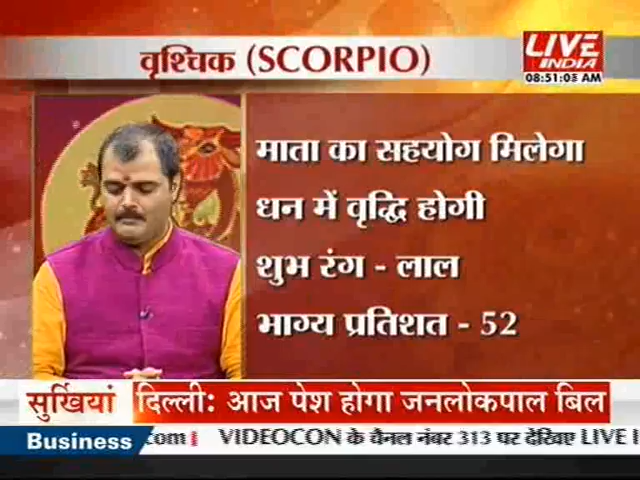 वृश्चिक (SCORPIO)
LIVE
INDIA
08:51:08 AM
माता का सहयोग मिलेगा
धन में वृद्धि होगी
शुभ रंग - लाल
भाग्य प्रतिशत - 52
सुर्खियां दिल्ली: आज पेश होगा जनलोकपाल बिल
Business .com VIDEOCON के चैनल नंबर 313 पर देखिए LIVE I